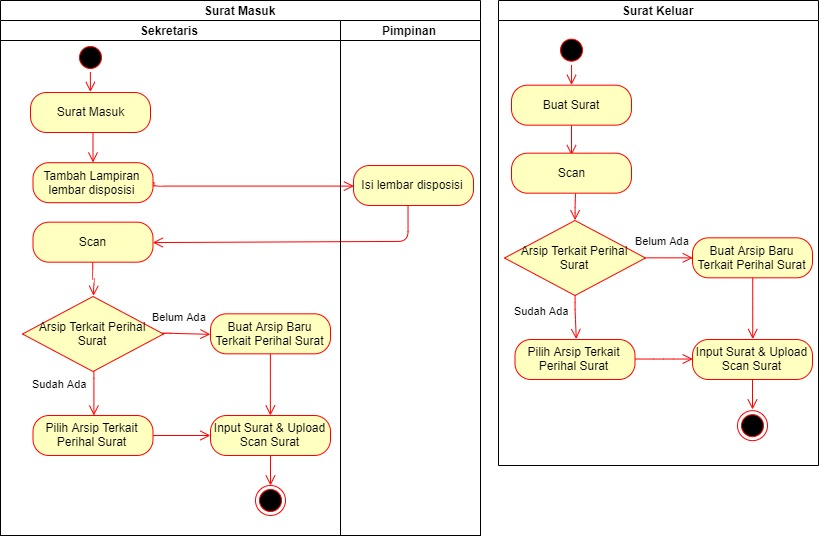 Surat Masuk
Sekretaris
Pimpinan
Surat Masuk
Tambah Lampiran
lembar disposisi
Isi lembar disposisi
Scan
Arsip Terkait Perihal
Surat
Belum Ada
Buat Arsip Baru
Terkait Perihal Surat
Sudah Ada
Pilih Arsip Terkait
Perihal Surat
Input Surat & Upload
Scan Surat
Surat Keluar
Buat Surat
Scan
Arsip Terkait Perihal
Surat
Belum Ada
Buat Arsip Baru
Terkait Perihal Surat
Sudah Ada
Pilih Arsip Terkait
Perihal Surat
Input Surat & Upload
Scan Surat